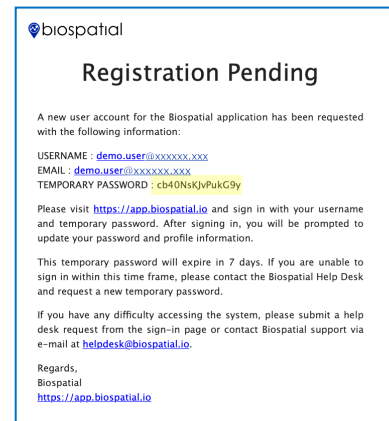 biospatial
Registration Pending
A new user account for the Biospatial application has been requested
with the following information:
USERNAME : demo.user@xxxxxx.xxx
EMAIL : demo.user@xxxxxx.xxx
TEMPORARY PASSWORD : cb40NsKJvPukG9y
Please visit https://app.biospatial.io and sign in with your username
and temporary password. After signing in, you will be prompted to
update your password and profile information.
This temporary password will expire in 7 days. If you are unable to
sign in within this time frame, please contact the Biospatial Help Desk
and request a new temporary password.
If you have any difficulty accessing the system, please submit a help
desk request from the sign-in page or contact Biospatial support via
e-mail at helpdesk@biospatial.io.
Regards,
Biospatial
https://app.biospatial.io